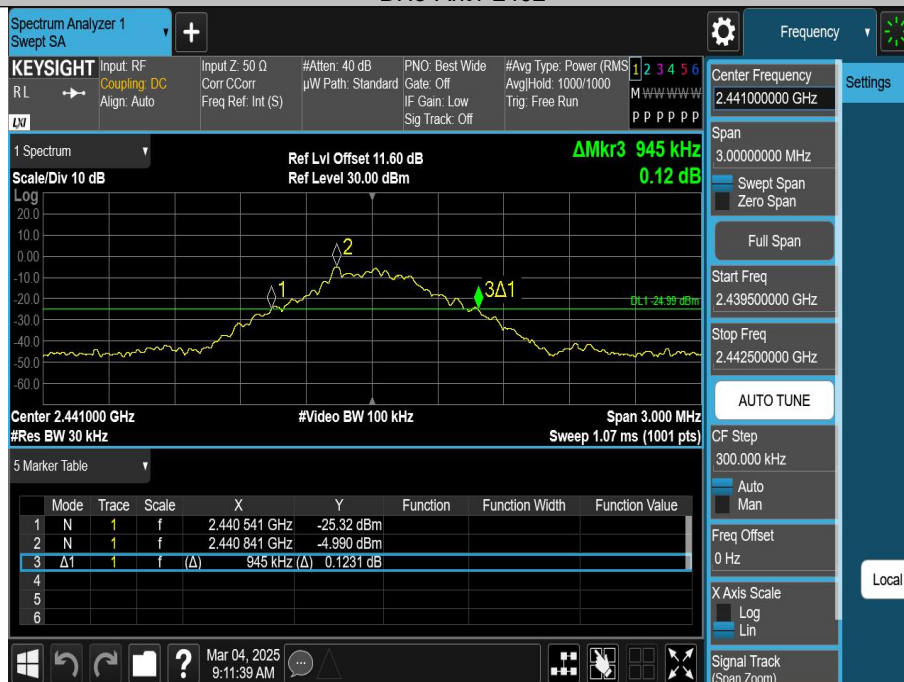 Spectrum Analyzer 1
Swept SA
Frequency
KEYSIGHT
R L
LXI
Input: RF
Coupling: DC
Align: Auto
Input Z: 50 Ω
Corr CCorr
Freq Ref: Int (S)
#Atten: 40 dB
µW Path: Standard
PNO: Best Wide
Gate: Off
IF Gain: Low
Sig Track: Off
#Avg Type: Power (RMS
Avg|Hold: 1000/1000
Trig: Free Run
1 2 3 4 5 6
M W W W W W
P P P P P P
1 Spectrum
Scale/Div 10 dB
Ref Lvl Offset 11.60 dB
Ref Level 30.00 dBm
ΔMkr3 945 kHz
0.12 dB
Log
20.0
10.0
0.00
-10.0
-20.0
-30.0
-40.0
-50.0
-60.0
1
2
3Δ1
DL1 -24.99 dBm
Center 2.441000 GHz
#Video BW 100 kHz
Span 3.000 MHz
#Res BW 30 kHz
Sweep 1.07 ms (1001 pts)
5 Marker Table
Mode Trace Scale X Y Function Function Width Function Value
1 N 1 f 2.440 541 GHz -25.32 dBm
2 N 1 f 2.440 841 GHz -4.990 dBm
3 Δ1 1 f (Δ) 945 kHz (Δ) 0.1231 dB
4
5
6
Mar 04, 2025
9:11:39 AM
Center Frequency
2.441000000 GHz
Settings
Span
3.00000000 MHz
Swept Span
Zero Span
Full Span
Start Freq
2.439500000 GHz
Stop Freq
2.442500000 GHz
AUTO TUNE
CF Step
300.000 kHz
Auto
Man
Freq Offset
0 Hz
Local
X Axis Scale
Log
Lin
Signal Track
(Span Zoom)